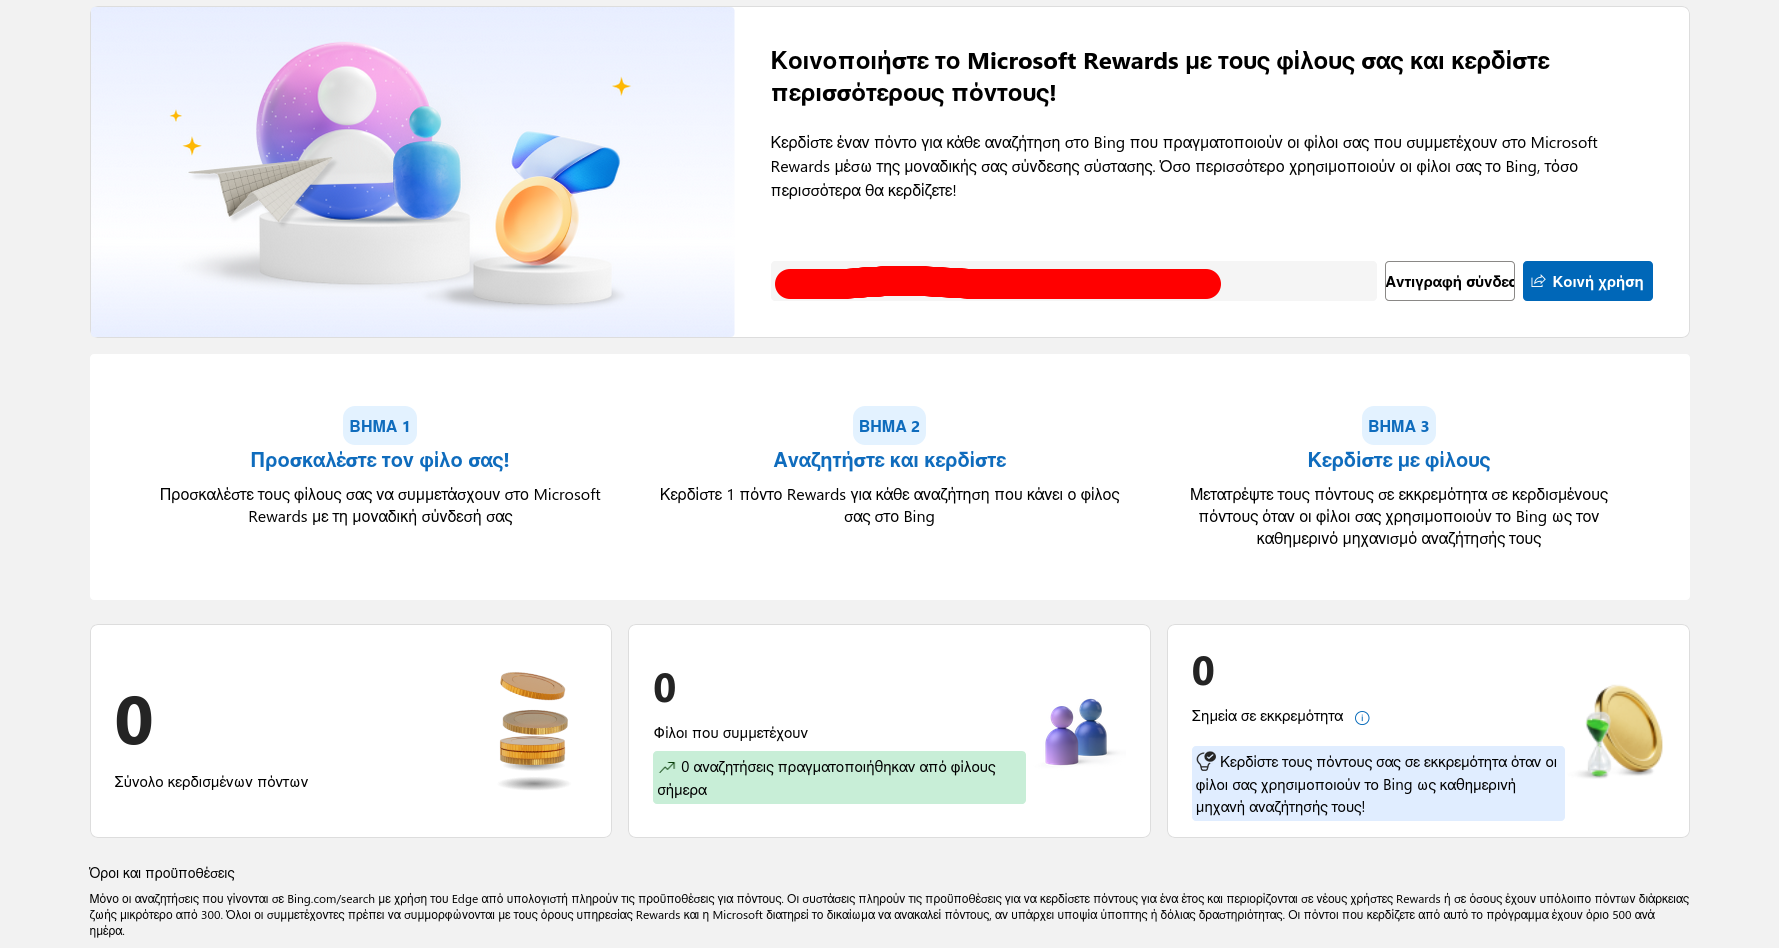 Κοινοποιήστε το Microsoft Rewards με τους φίλους σας και κερδίστε
περισσότερους πόντους!
Κερδίστε έναν πόντο για κάθε αναζήτηση στο Bing που πραγματοποιούν οι φίλοι σας που συμμετέχουν στο Microsoft
Rewards μέσω της μοναδικής σας σύνδεσης σύστασης. Όσο περισσότερο χρησιμοποιούν οι φίλοι σας το Bing, τόσο
περισσότερα θα κερδίζετε!
Αντιγραφή σύνδεσ
Κοινή χρήση
ΒΗΜΑ 1
Προσκαλέστε τον φίλο σας!
Προσκαλέστε τους φίλους σας να συμμετάσχουν στο Microsoft
Rewards με τη μοναδική σύνδεσή σας
ΒΗΜΑ 2
Αναζητήστε και κερδίστε
Κερδίστε 1 πόντο Rewards για κάθε αναζήτηση που κάνει ο φίλος
σας στο Bing
ΒΗΜΑ 3
Κερδίστε με φίλους
Μετατρέψτε τους πόντους σε εκκρεμότητα σε κερδισμένους
πόντους όταν οι φίλοι σας χρησιμοποιούν το Bing ως τον
καθημερινό μηχανισμό αναζήτησής τους
0
Σύνολο κερδισμένων πόντων
0
Φίλοι που συμμετέχουν
0 αναζητήσεις πραγματοποιήθηκαν από φίλους
σήμερα
0
Σημεία σε εκκρεμότητα
Κερδίστε τους πόντους σας σε εκκρεμότητα όταν οι
φίλοι σας χρησιμοποιούν το Bing ως καθημερινή
μηχανή αναζήτησής τους!
Όροι και προϋποθέσεις
Μόνο οι αναζητήσεις που γίνονται σε Bing.com/search με χρήση του Edge από υπολογιστή πληρούν τις προϋποθέσεις για πόντους. Οι συστάσεις πληρούν τις προϋποθέσεις για να κερδίσετε πόντους για ένα έτος και περιορίζονται σε νέους χρήστες Rewards ή σε όσους έχουν υπόλοιπο πόντων διάρκειας
ζωής μικρότερο από 300. Όλοι οι συμμετέχοντες πρέπει να συμμορφώνονται με τους όρους υπηρεσίας Rewards και η Microsoft διατηρεί το δικαίωμα να ανακαλεί πόντους, αν υπάρχει υποψία ύποπτης ή δόλιας δραστηριότητας. Οι πόντοι που κερδίζετε από αυτό το πρόγραμμα έχουν όριο 500 ανά
ημέρα.